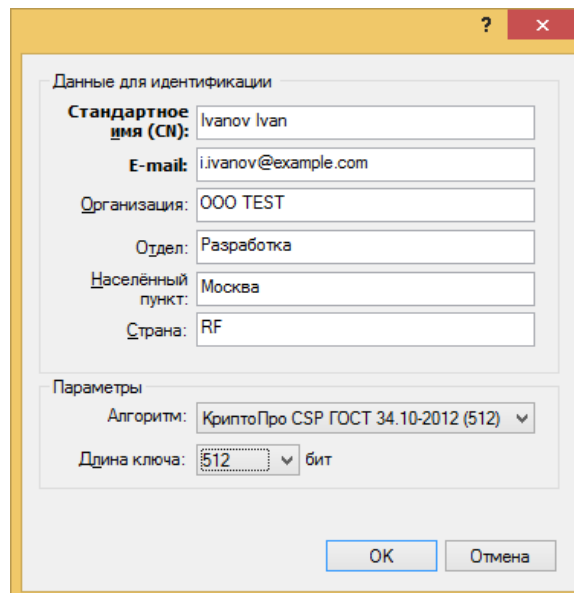 ?
Данные для идентификации
Стандартное
имя (CN): Ivanov Ivan
E-mail: i.ivanov@example.com
Организация: ООО TEST
Отдел: Разработка
Населённый
пункт: Москва
Страна: RF
Параметры
Алгоритм: КриптоПро CSP ГОСТ 34.10-2012 (512)
Длина ключа: 512 бит
OK Отмена